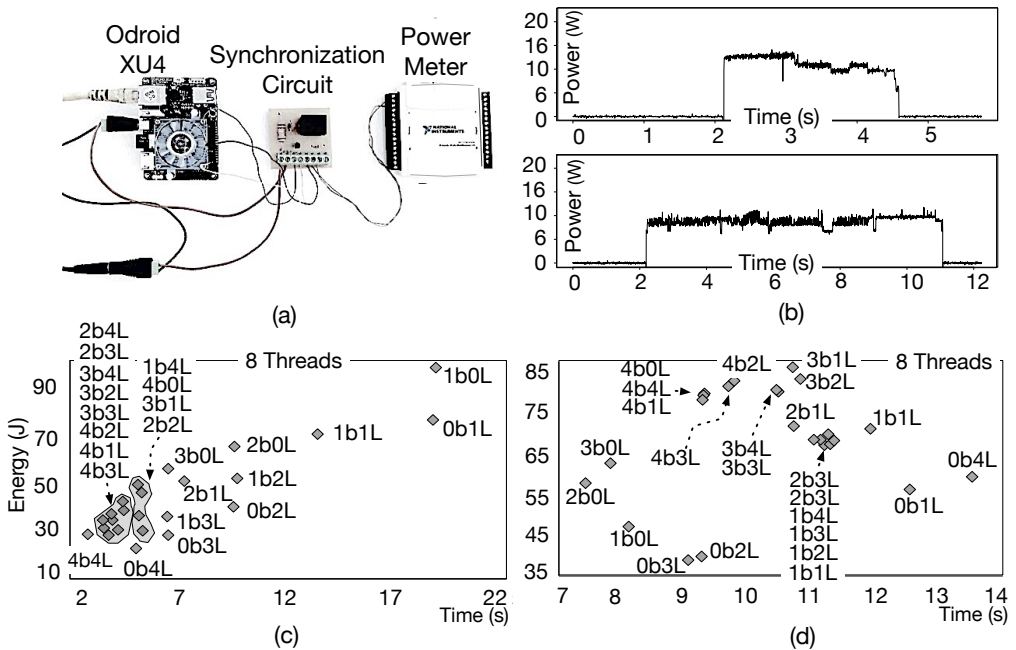 (a)
Odroid
XU4
Synchronization
Circuit
Power
Meter
NATIONAL
INSTRUMENTS
(b)
Power (W)
20
16
10
6
0
0
1
2
3
4
5
Time (s)
Power (W)
20
16
10
6
0
0
2
4
6
8
10
12
Time (s)
(c)
8 Threads
Energy (J)
90
70
50
30
10
2
7
12
17
22
Time (s)
2b4L
2b3L
3b4L
3b2L
3b3L
4b2L
4b1L
4b3L
1b4L
4b0L
3b1L
2b2L
1b0L
0b1L
1b1L
2b0L
3b0L
1b2L
2b1L
0b2L
1b3L
0b3L
4b4L
0b4L
(d)
8 Threads
85
75
65
55
45
35
7
8
9
10
11
12
13
14
Time (s)
4b0L
4b4L
4b1L
4b2L
3b1L
3b2L
4b3L
3b4L
3b3L
2b1L
1b1L
3b0L
2b0L
0b4L
0b1L
1b0L
0b3L
0b2L
2b3L
2b3L
1b4L
1b3L
1b2L
1b1L